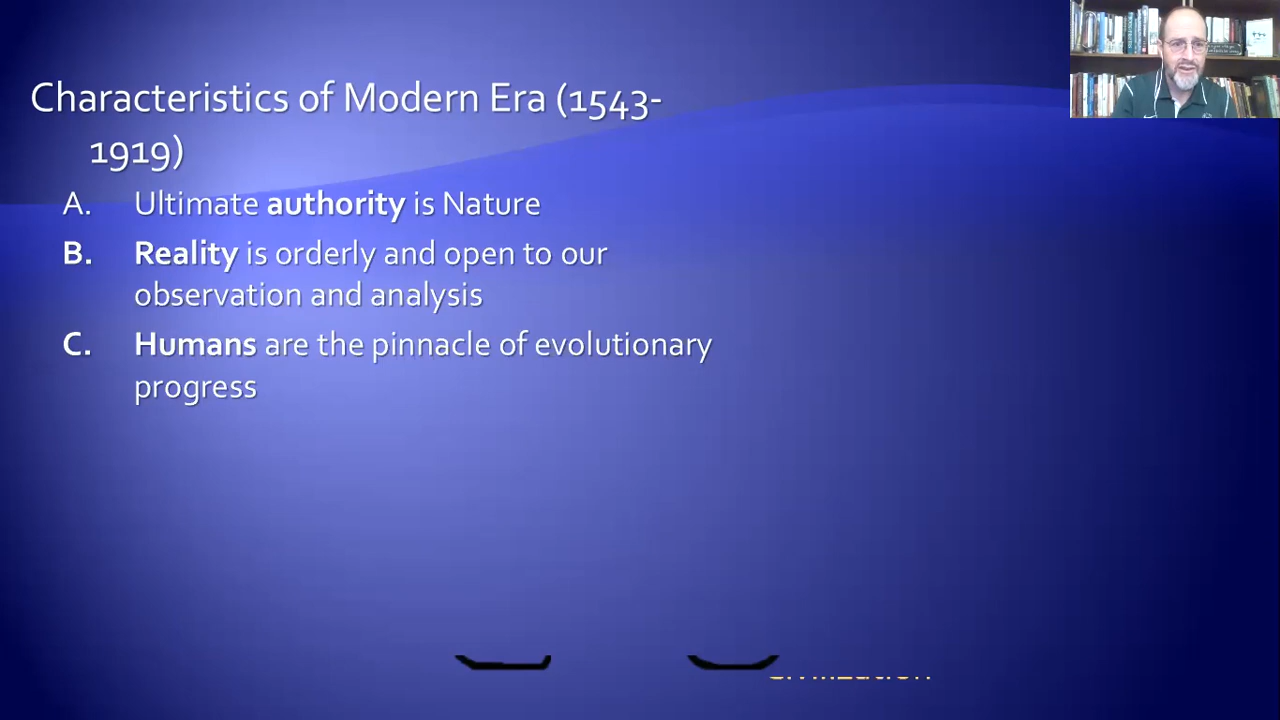 Characteristics of Modern Era (1543-
1919)
A. Ultimate authority is Nature
B. Reality is orderly and open to our
observation and analysis
C. Humans are the pinnacle of evolutionary
progress